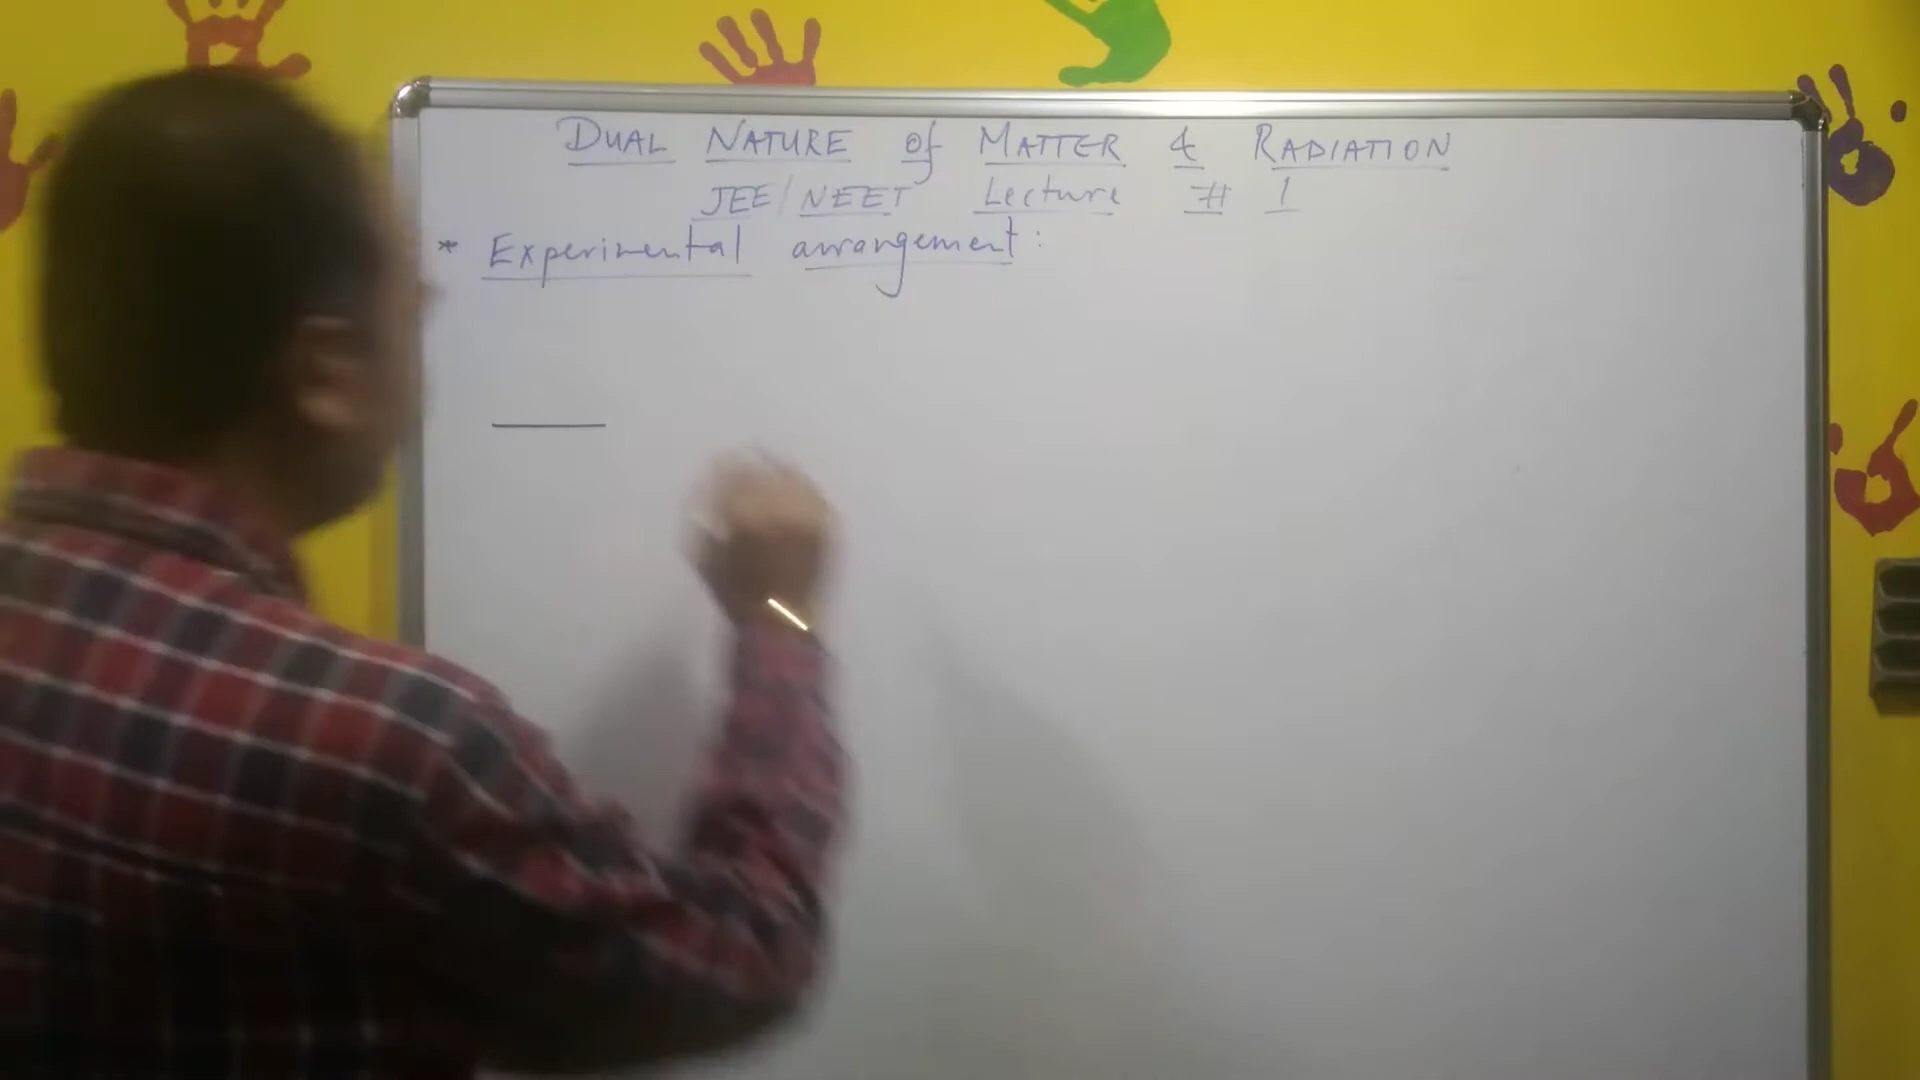 DUAL NATURE of MATTER & RADIATION
JEE/NEET Lecture # 1
* Experimental arrangement: